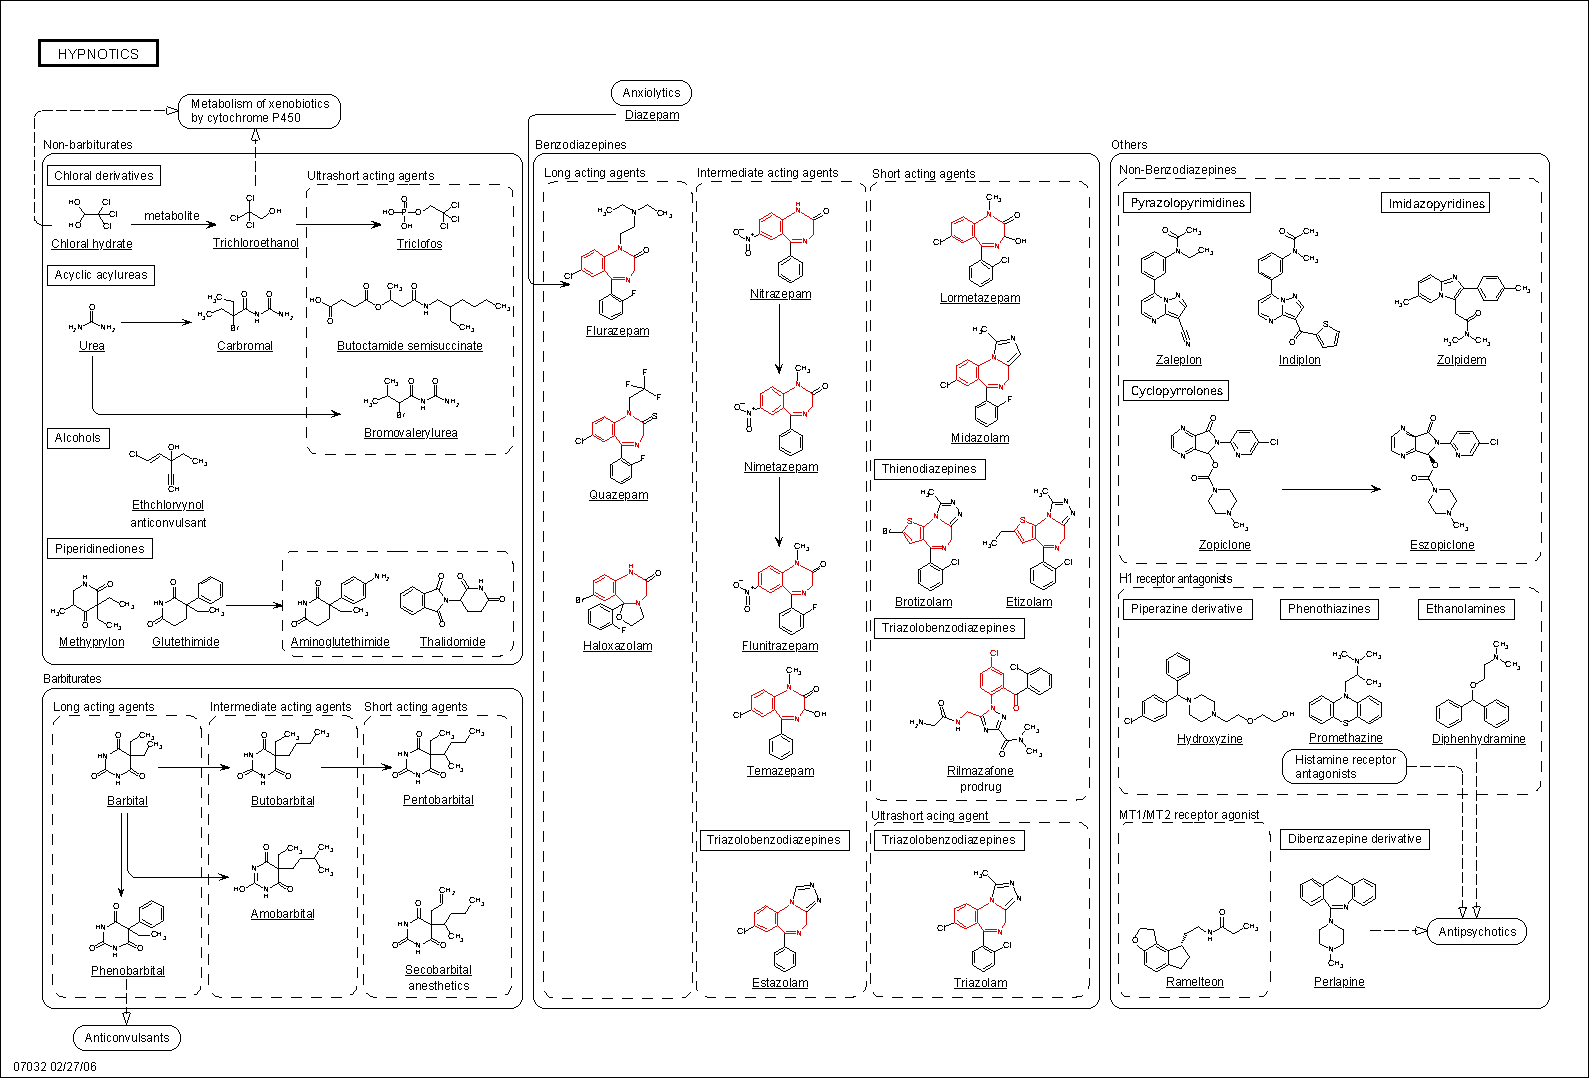 HYPNOTICS
Metabolism of xenobiotics
by cytochrome P450
Anxiolytics
Diazepam
Non-barbiturates
Chloral derivatives
Ultrashort acting agents
Chloral hydrate
metabolite
Trichloroethanol
Triclofos
Acyclic acylureas
Urea
Carbromal
Butoctamide semisuccinate
Bromovalerylurea
Alcohols
Ethchlorvynol
anticonvulsant
Piperidinediones
Methyprylon
Glutethimide
Aminoglutethimide
Thalidomide
Barbiturates
Long acting agents
Intermediate acting agents
Short acting agents
Barbital
Butobarbital
Pentobarbital
Amobarbital
Phenobarbital
Secobarbital
anesthetics
Anticonvulsants
Benzodiazepines
Long acting agents
Intermediate acting agents
Short acting agents
Flurazepam
Nitrazepam
Lormetazepam
Midazolam
Quazepam
Nimetazepam
Thienodiazepines
Brotizolam
Etizolam
Haloxazolam
Flunitrazepam
Triazolobenzodiazepines
Temazepam
Rilmazafone
prodrug
Ultrashort acing agent
Triazolobenzodiazepines
Triazolobenzodiazepines
Estazolam
Triazolam
Others
Non-Benzodiazepines
Pyrazolopyrimidines
Imidazopyridines
Zaleplon
Indiplon
Zolpidem
Cyclopyrrolones
Zopiclone
Eszopiclone
H1 receptor antagonists
Piperazine derivative
Phenothiazines
Ethanolamines
Hydroxyzine
Promethazine
Diphenhydramine
Histamine receptor
antagonists
MT1/MT2 receptor agonist
Dibenzazepine derivative
Ramelteon
Perlapine
Antipsychotics
07032 02/27/06